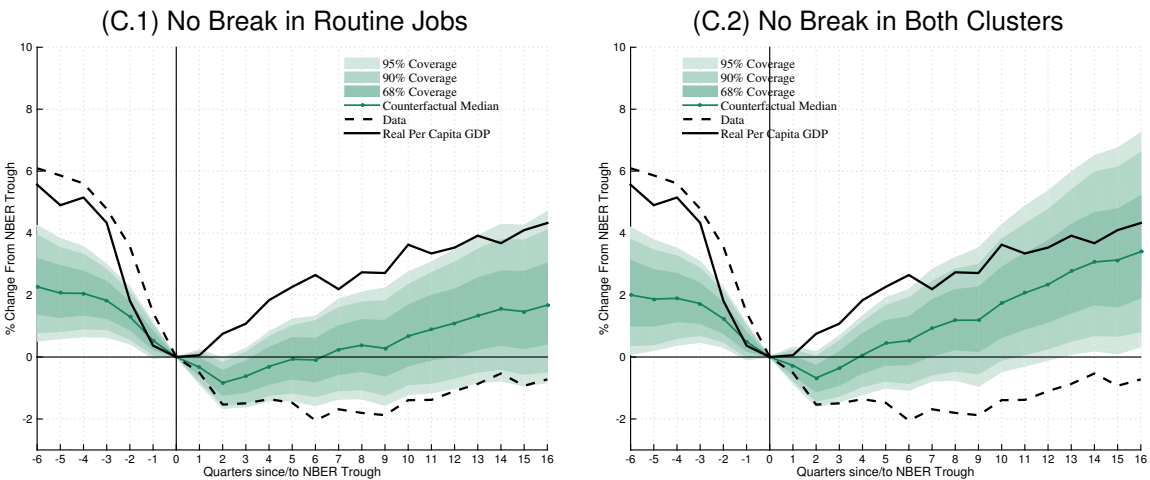 (C.1) No Break in Routine Jobs
10
8
6
4
2
0
-2
% Change From NBER Trough
95% Coverage
90% Coverage
68% Coverage
Counterfactual Median
Data
Real Per Capita GDP
-6 -5 -4 -3 -2 -1 0 1 2 3 4 5 6 7 8 9 10 11 12 13 14 15 16
Quarters since/to NBER Trough
(C.2) No Break in Both Clusters
10
8
6
4
2
0
-2
% Change From NBER Trough
95% Coverage
90% Coverage
68% Coverage
Counterfactual Median
Data
Real Per Capita GDP
-6 -5 -4 -3 -2 -1 0 1 2 3 4 5 6 7 8 9 10 11 12 13 14 15 16
Quarters since/to NBER Trough